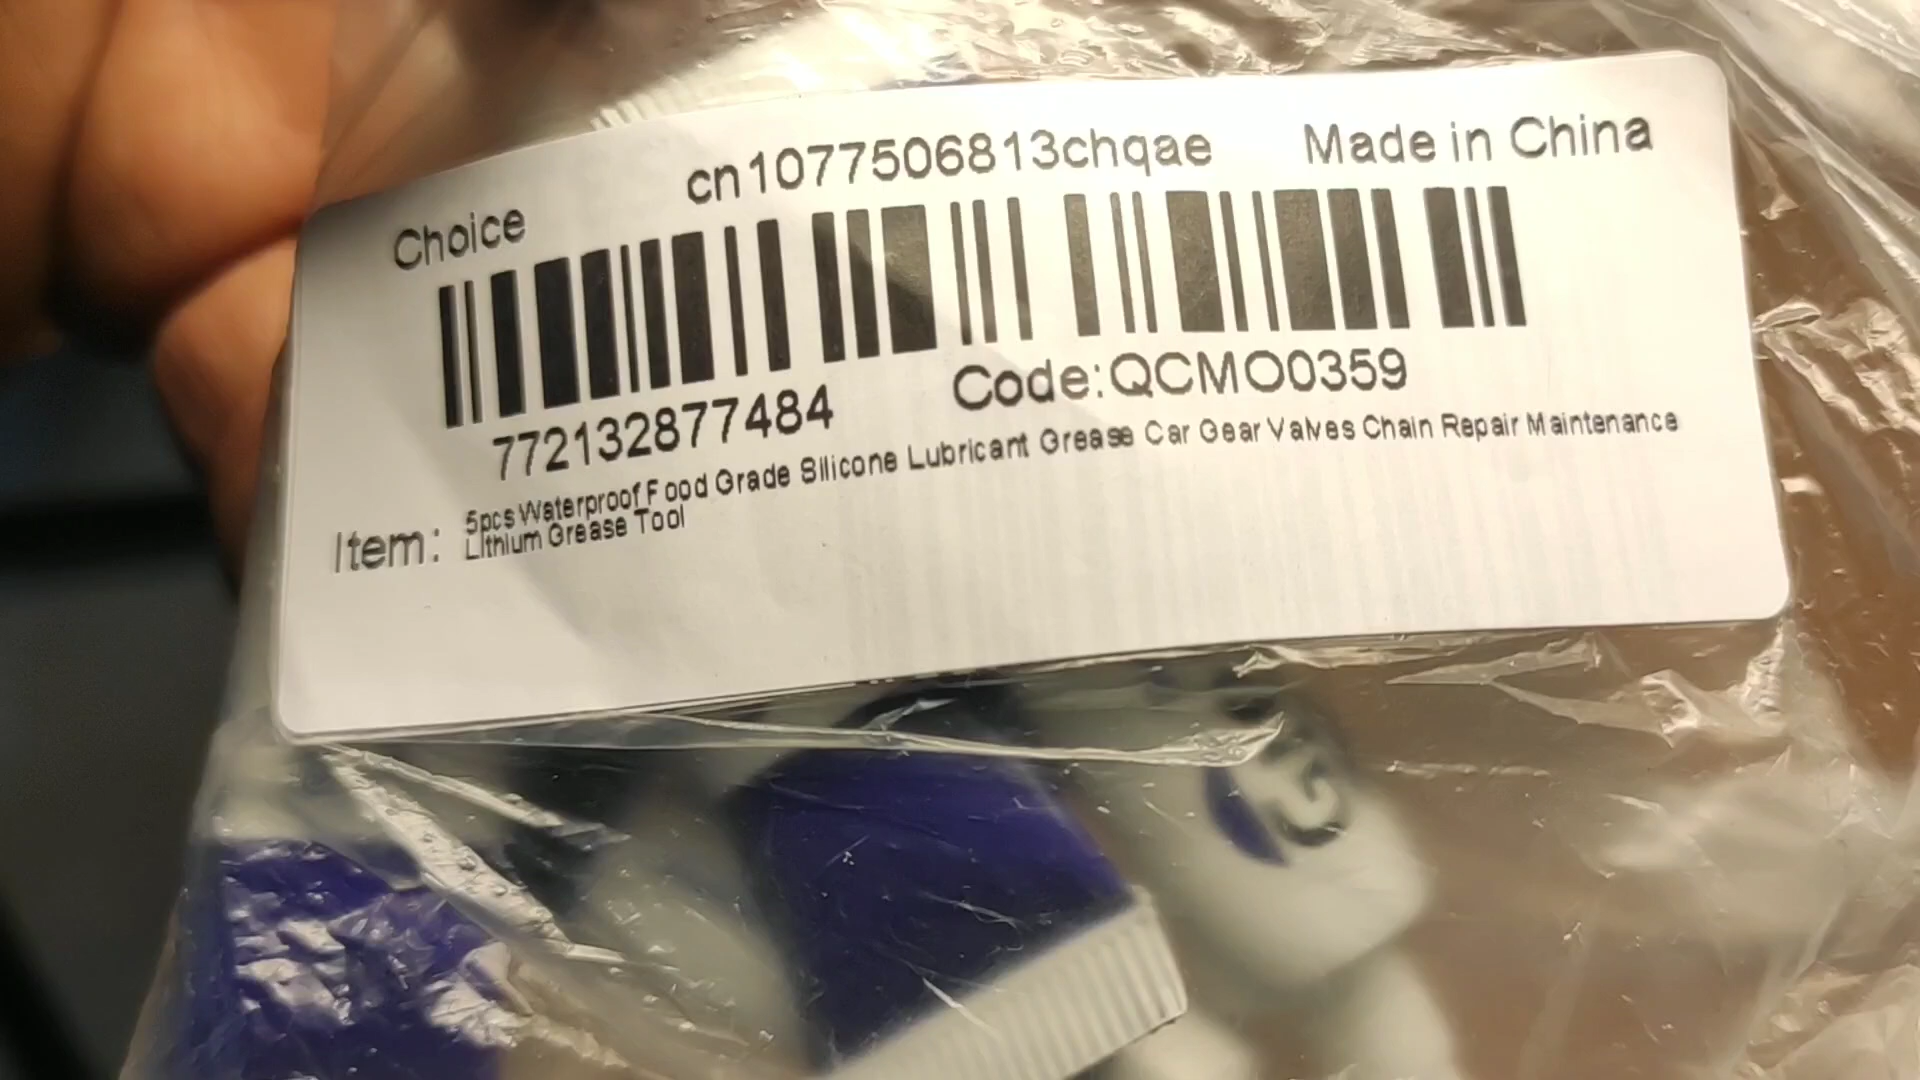 Choice cn1077506813chqae Made in China
772132877484 Code:QCMO0359
Item: 5pcs Waterproof Food Grade Silicone Lubricant Grease Car Gear Valves Chain Repair Maintenance
Lithium Grease Tool